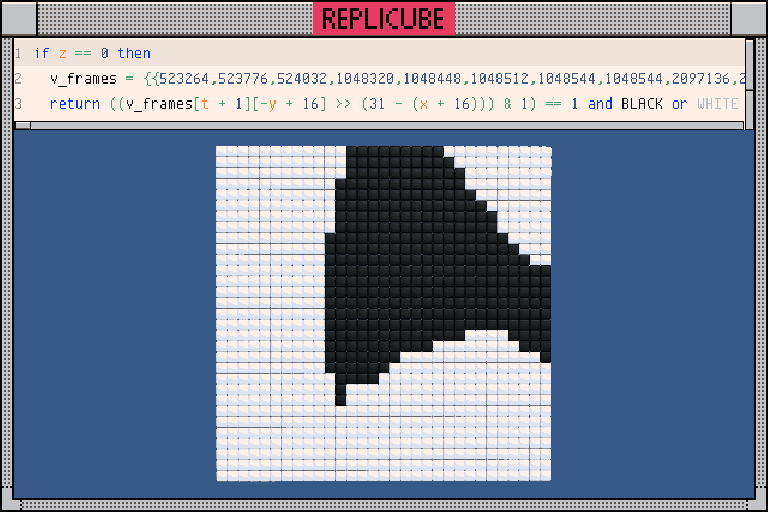 REPLICUBE
1 if z == 0 then
2 v_frames = {{523264,523776,524032,1048320,1048448,1048512,1048544,1048544,2097136,2
3 return ((v_frames[t + 1][-y + 16] >> (31 - (x + 16))) & 1) == 1 and BLACK or WHITE